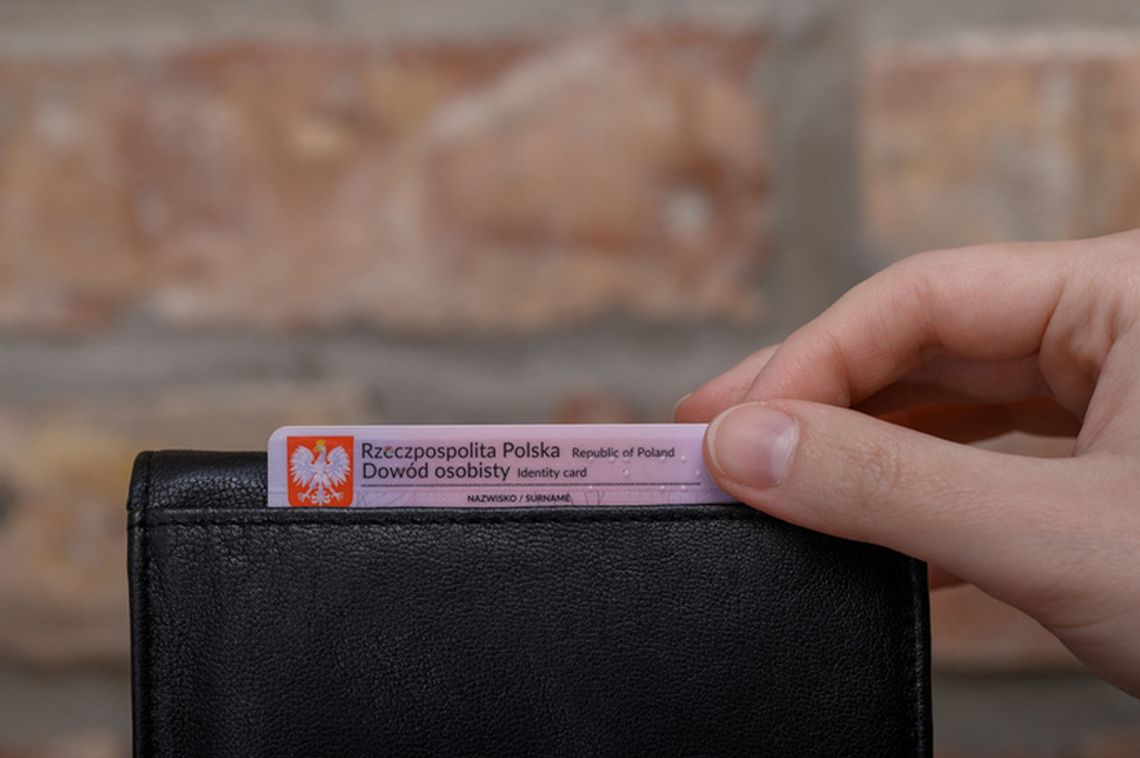 Rzeczpospolita Polska Republic of Poland
Dowód osobisty Identity card
NAZWISKO / SURNAME